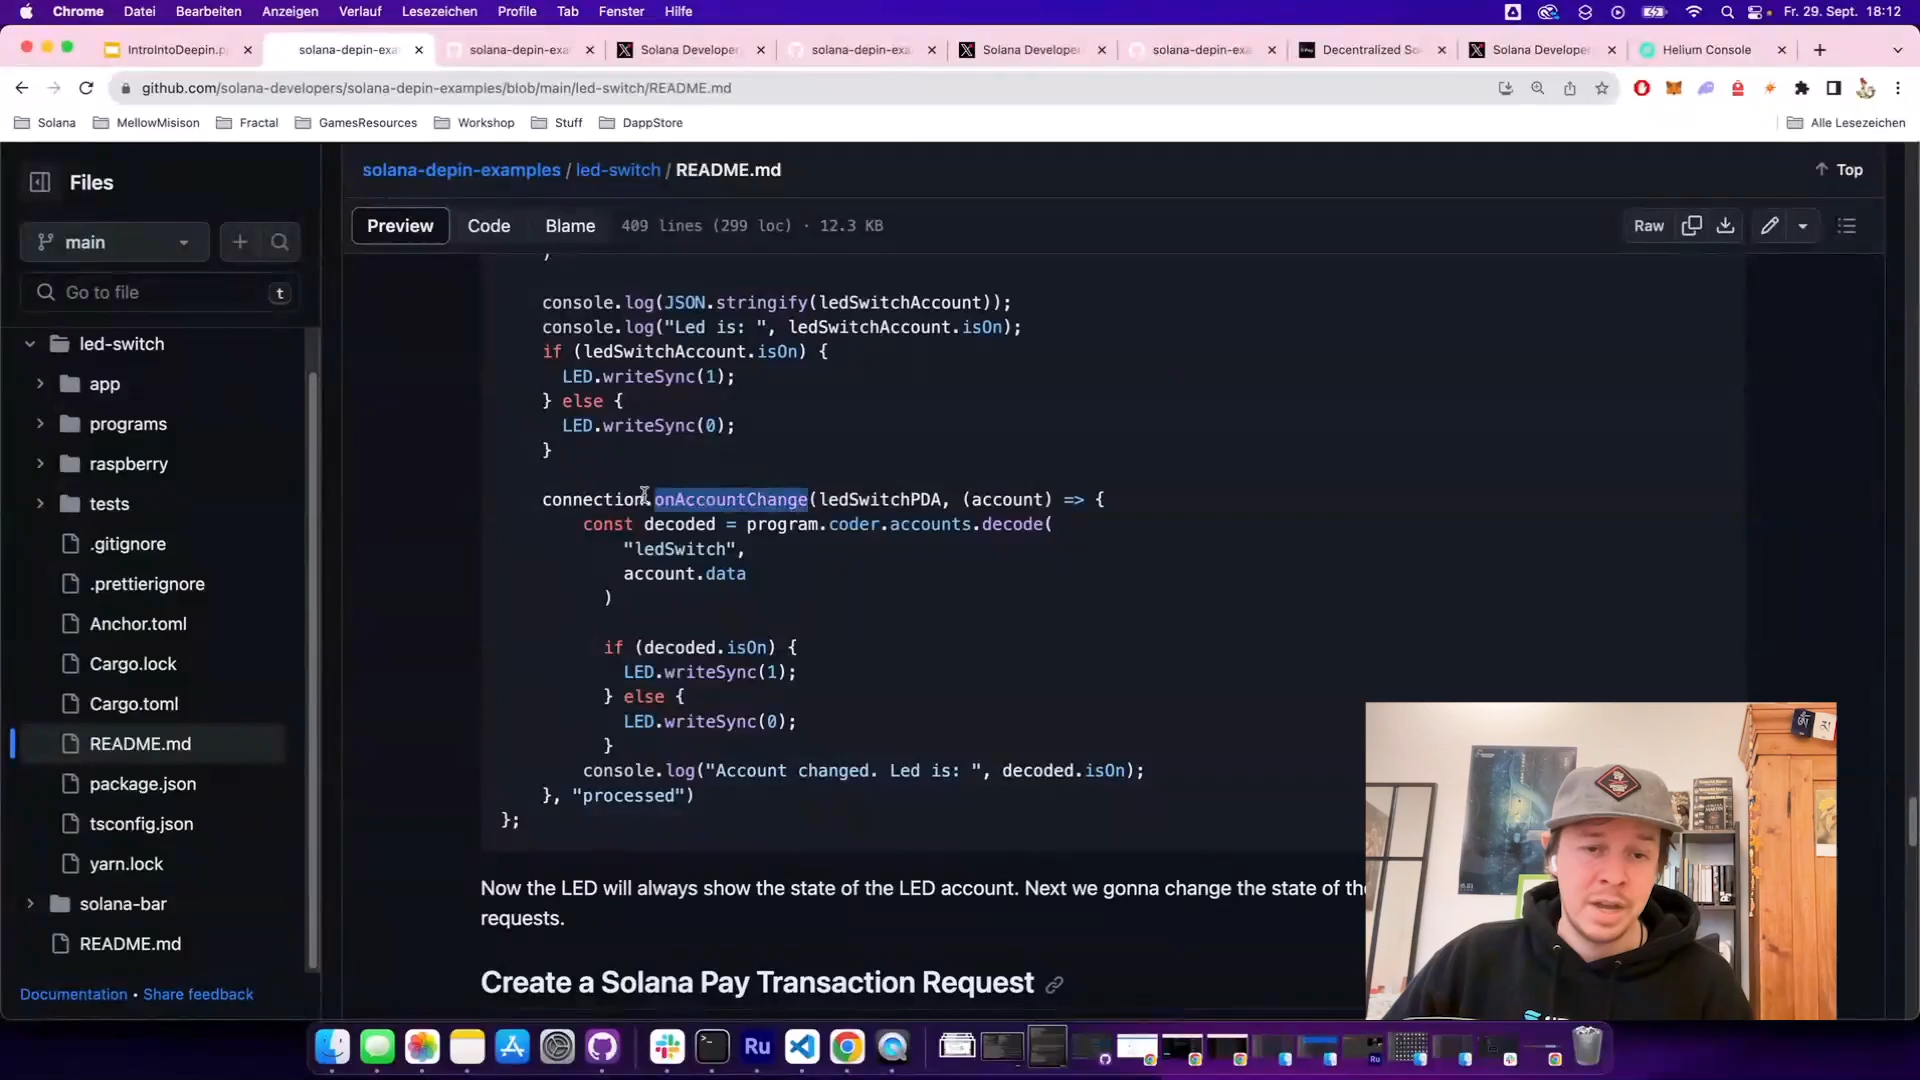 Chrome Datei Bearbeiten Anzeigen Verlauf Lesezeichen Profile Tab Fenster Hilfe Fr. 29. Sept. 18:12
IntroIntoDeepin.p solana-depin-exa solana-depin-exa Solana Developer solana-depin-exa Solana Developer solana-depin-exa Decentralized So Solana Developer Helium Console
github.com/solana-developers/solana-depin-examples/blob/main/led-switch/README.md
Solana MellowMisison Fractal GamesResources Workshop Stuff DappStore Alle Lesezeichen
Files
main
Go to file t
led-switch
app
programs
raspberry
tests
.gitignore
.prettierignore
Anchor.toml
Cargo.lock
Cargo.toml
README.md
package.json
tsconfig.json
yarn.lock
solana-bar
README.md
Documentation • Share feedback
solana-depin-examples / led-switch / README.md Top
Preview Code Blame 409 lines (299 loc) · 12.3 KB Raw
)
console.log(JSON.stringify(ledSwitchAccount));
console.log("Led is: ", ledSwitchAccount.isOn);
if (ledSwitchAccount.isOn) {
LED.writeSync(1);
} else {
LED.writeSync(0);
}
connection.onAccountChange(ledSwitchPDA, (account) => {
const decoded = program.coder.accounts.decode(
"ledSwitch",
account.data
)
if (decoded.isOn) {
LED.writeSync(1);
} else {
LED.writeSync(0);
}
console.log("Account changed. Led is: ", decoded.isOn);
}, "processed")
};
Now the LED will always show the state of the LED account. Next we gonna change the state of the
requests.
Create a Solana Pay Transaction Request
Ru